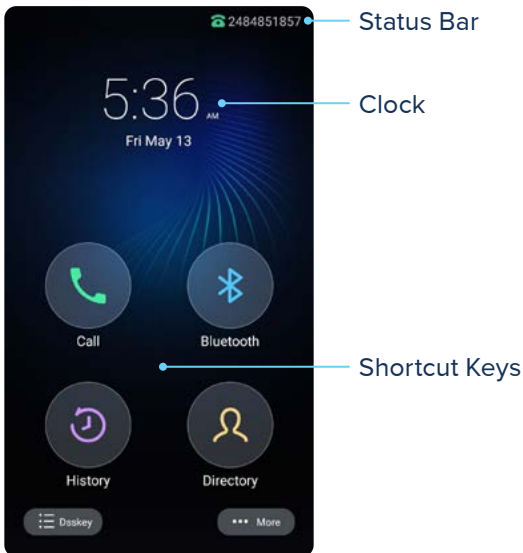 2484851857
Status Bar
5:36 AM
Clock
Fri May 13
Call
Bluetooth
Shortcut Keys
History
Directory
Dsskey
More